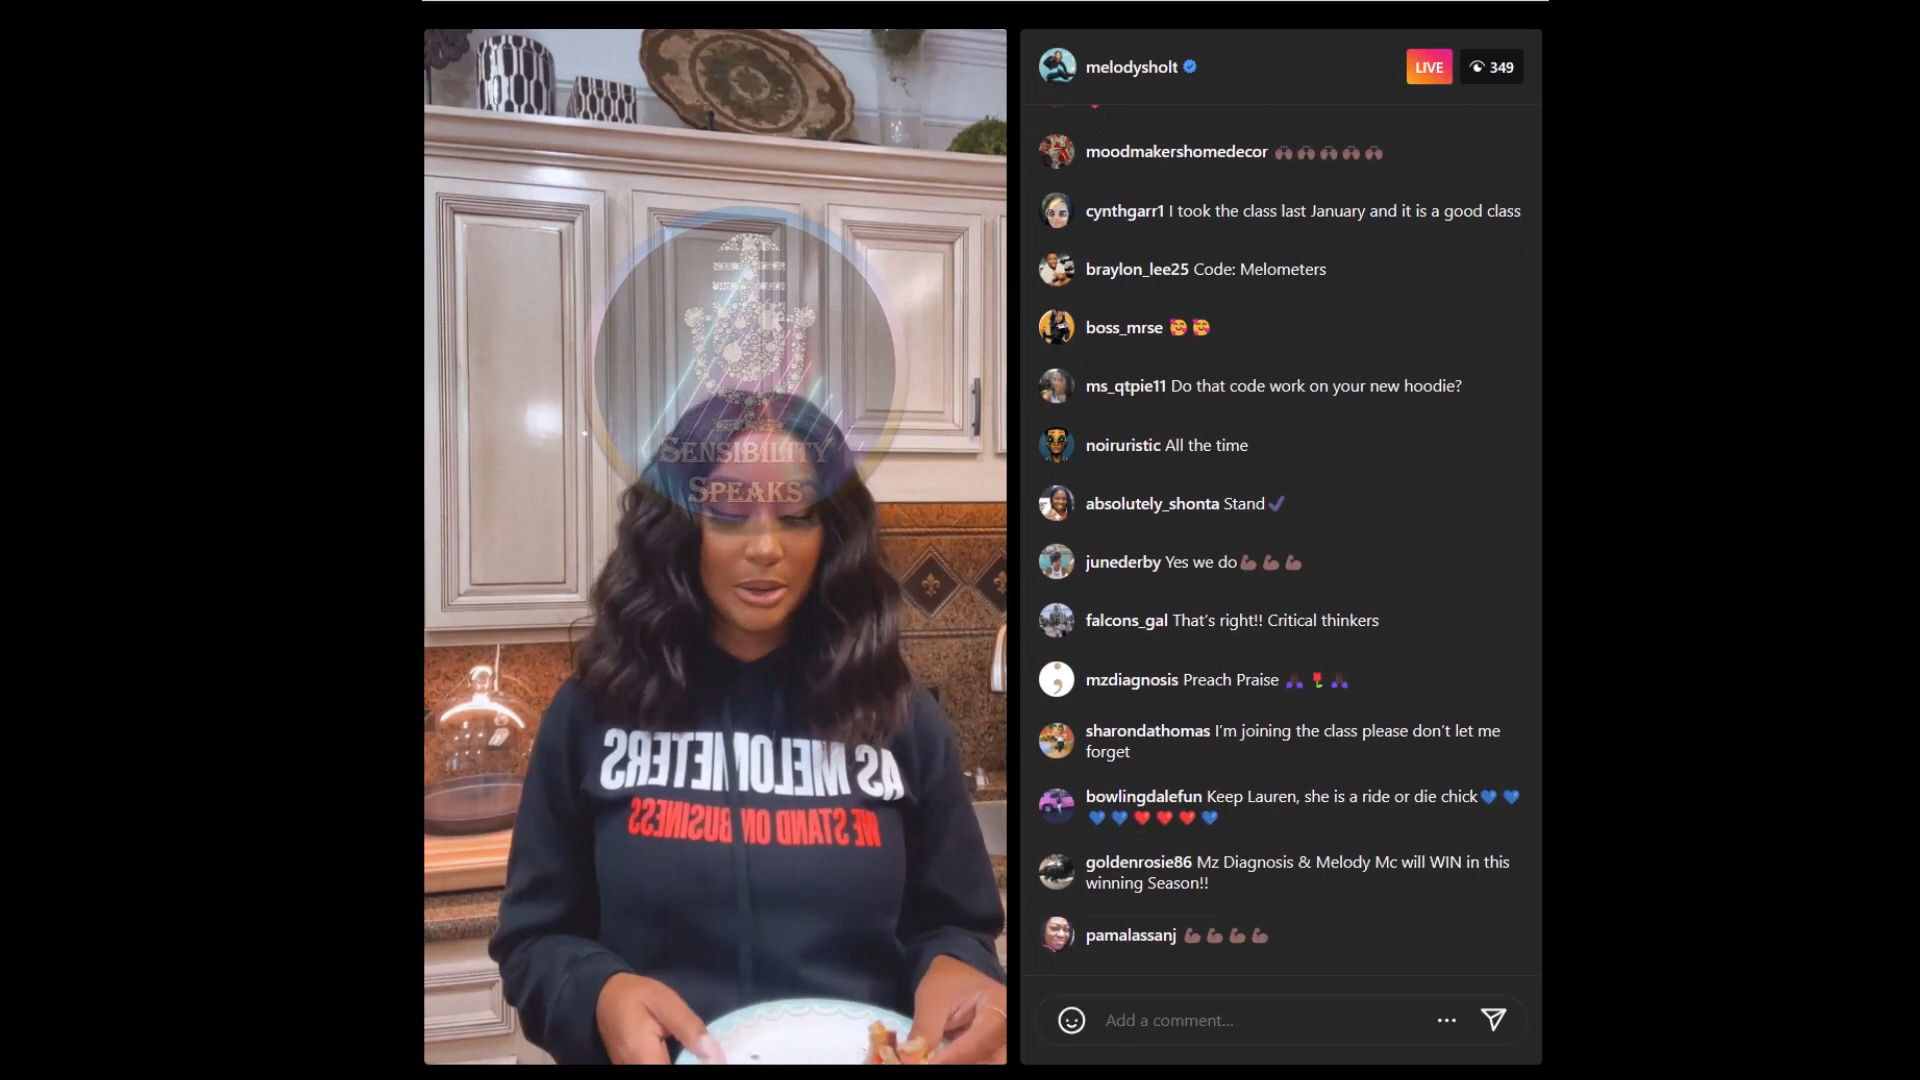 melodysholt
LIVE
349
moodmakershomedecor
cynthgarr1 I took the class last January and it is a good class
braylon_lee25 Code: Melometers
boss_mrse
ms_qtpie11 Do that code work on your new hoodie?
noiruristic All the time
absolutely_shonta Stand
junederby Yes we do
falcons_gal That's right!! Critical thinkers
mzdiagnosis Preach Praise
sharondathomas I'm joining the class please don't let me
forget
bowlingdalefun Keep Lauren, she is a ride or die chick
goldenrosie86 Mz Diagnosis & Melody Mc will WIN in this
winning Season!!
pamalassanj
Add a comment...
SENSIBILITY
SPEAKS
AS MELOMETERS
WE STAND ON BUSINESS